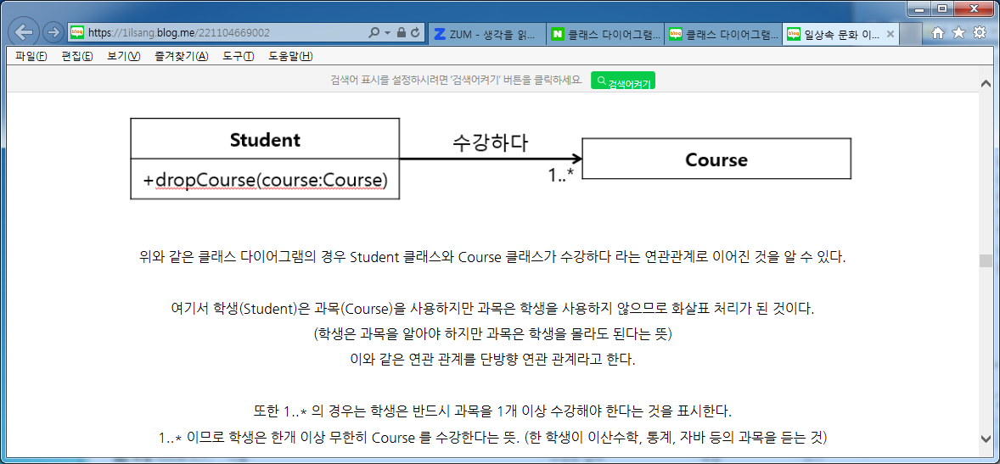 https://1ilsang.blog.me/221104669002
ZUM - 생각을 읽...
클래스 다이어그램...
클래스 다이어그램...
일상속 문화 이...
파일(F) 편집(E) 보기(V) 즐겨찾기(A) 도구(T) 도움말(H)
검색어 표시를 설정하시려면 '검색어켜기' 버튼을 클릭하세요. 검색어켜기
Student
+dropCourse(course:Course)
수강하다
1..*
Course
위와 같은 클래스 다이어그램의 경우 Student 클래스와 Course 클래스가 수강하다 라는 연관관계로 이어진 것을 알 수 있다.
여기서 학생(Student)은 과목(Course)을 사용하지만 과목은 학생을 사용하지 않으므로 화살표 처리가 된 것이다.
(학생은 과목을 알아야 하지만 과목은 학생을 몰라도 된다는 뜻)
이와 같은 연관 관계를 단방향 연관 관계라고 한다.
또한 1..* 의 경우는 학생은 반드시 과목을 1개 이상 수강해야 한다는 것을 표시한다.
1..* 이므로 학생은 한개 이상 무한히 Course 를 수강한다는 뜻. (한 학생이 이산수학, 통계, 자바 등의 과목을 듣는 것)